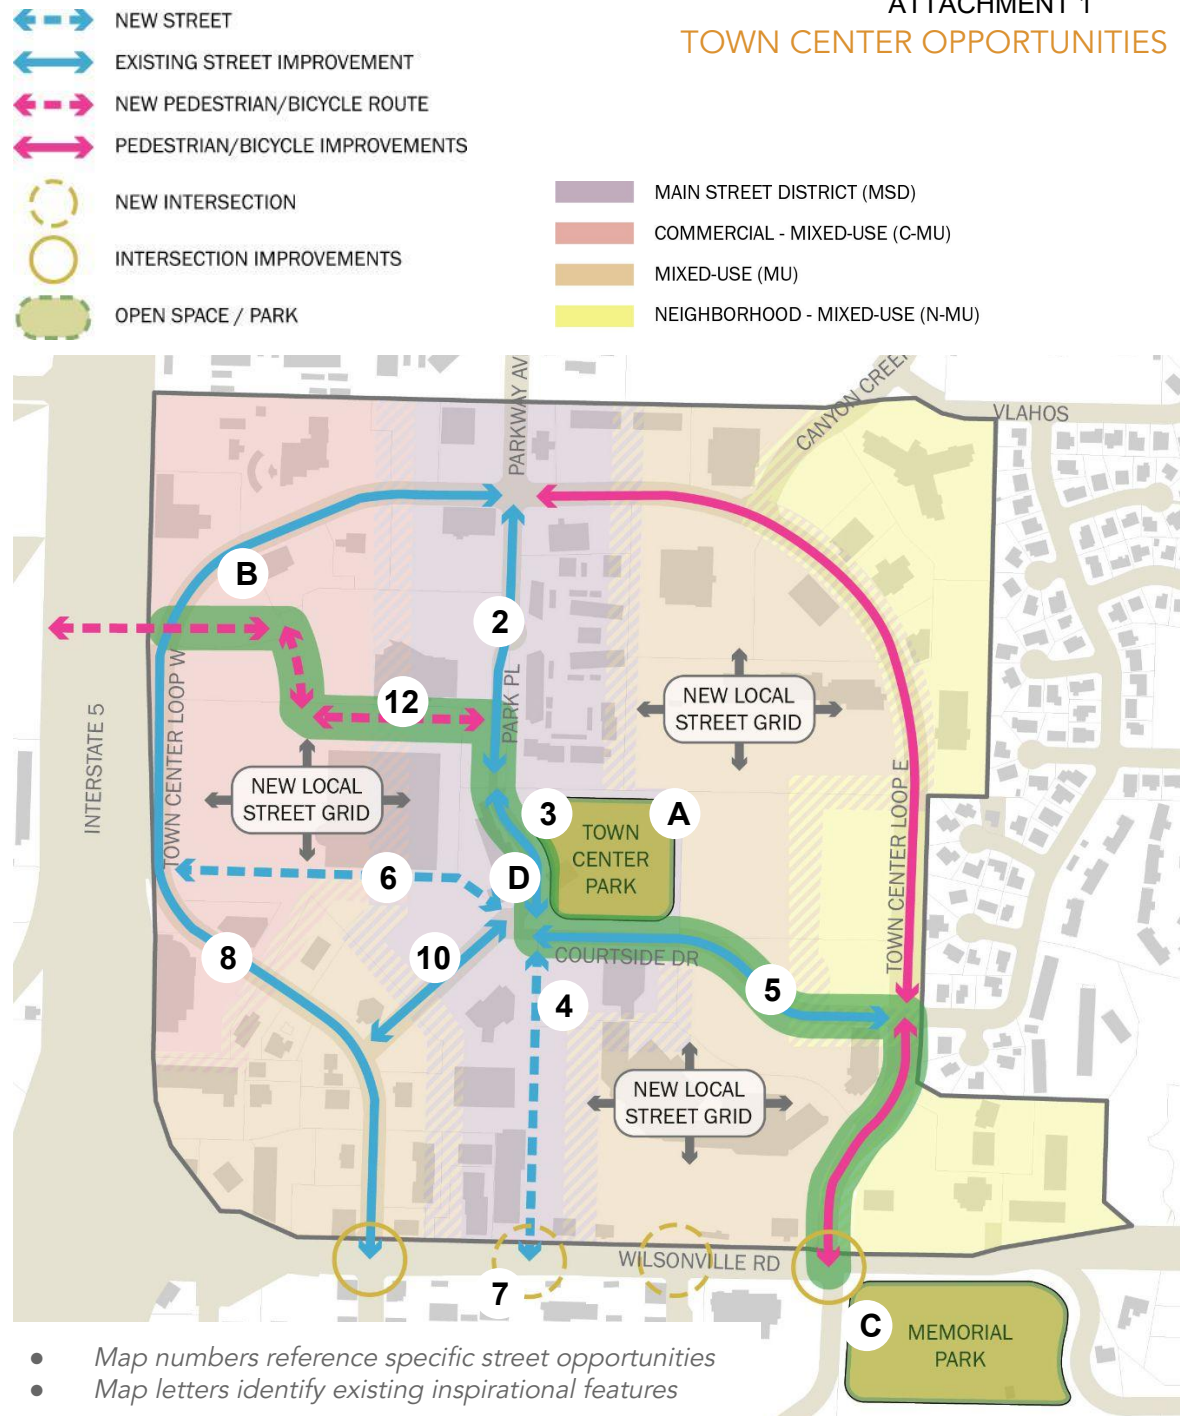 ATTACHMENT 1
TOWN CENTER OPPORTUNITIES
NEW STREET
EXISTING STREET IMPROVEMENT
NEW PEDESTRIAN/BICYCLE ROUTE
PEDESTRIAN/BICYCLE IMPROVEMENTS
NEW INTERSECTION
INTERSECTION IMPROVEMENTS
OPEN SPACE / PARK
MAIN STREET DISTRICT (MSD)
COMMERCIAL - MIXED-USE (C-MU)
MIXED-USE (MU)
NEIGHBORHOOD - MIXED-USE (N-MU)
PARKWAY AV
CANYON CREEK
VLAHOS
B
2
12
PARK PL
NEW LOCAL
STREET GRID
INTERSTATE 5
TOWN CENTER LOOP W
NEW LOCAL
STREET GRID
3
A
TOWN
CENTER
PARK
TOWN CENTER LOOP E
6
D
8
10
COURTSIDE DR
4
5
NEW LOCAL
STREET GRID
WILSONVILLE RD
7
C
MEMORIAL
PARK
● Map numbers reference specific street opportunities
● Map letters identify existing inspirational features